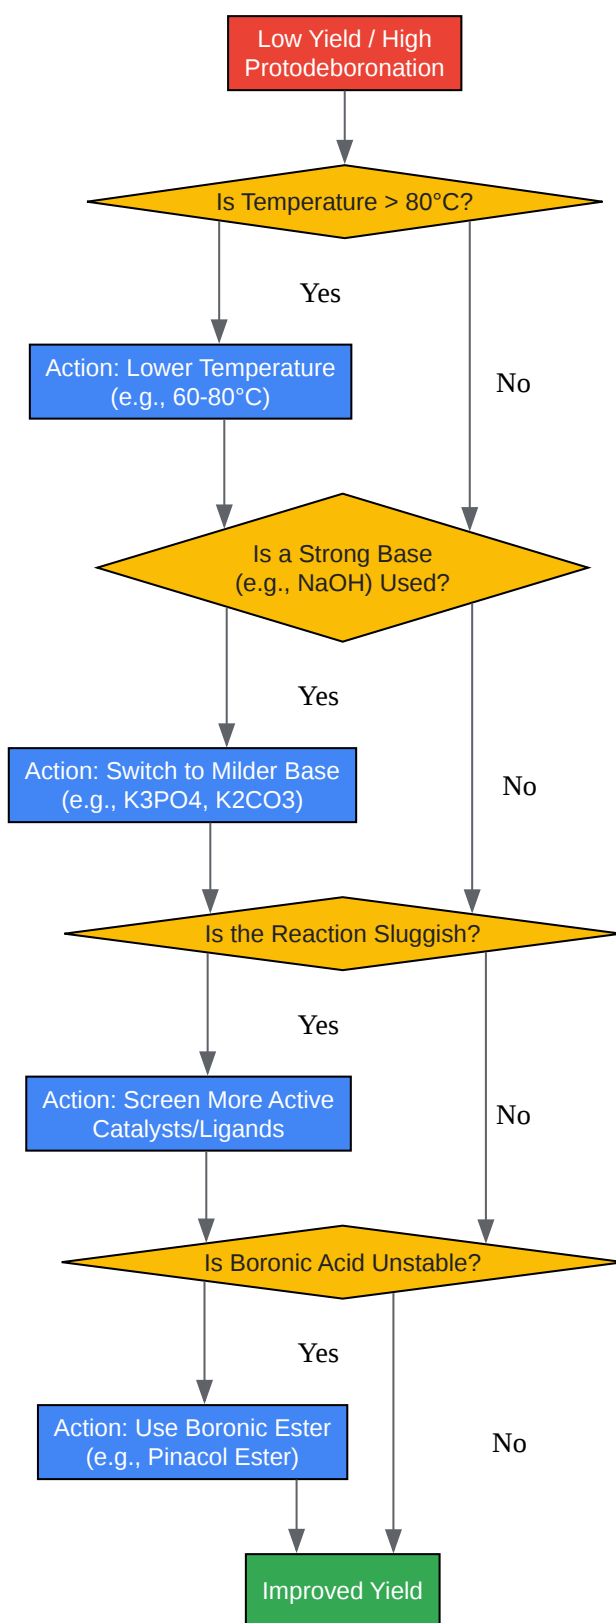 Low Yield / High
Protodeboronation
Is Temperature > 80°C?
Yes
Action: Lower Temperature
(e.g., 60-80°C)
No
Is a Strong Base
(e.g., NaOH) Used?
Yes
Action: Switch to Milder Base
(e.g., K3PO4, K2CO3)
No
Is the Reaction Sluggish?
Yes
Action: Screen More Active
Catalysts/Ligands
No
Is Boronic Acid Unstable?
Yes
Action: Use Boronic Ester
(e.g., Pinacol Ester)
No
Improved Yield